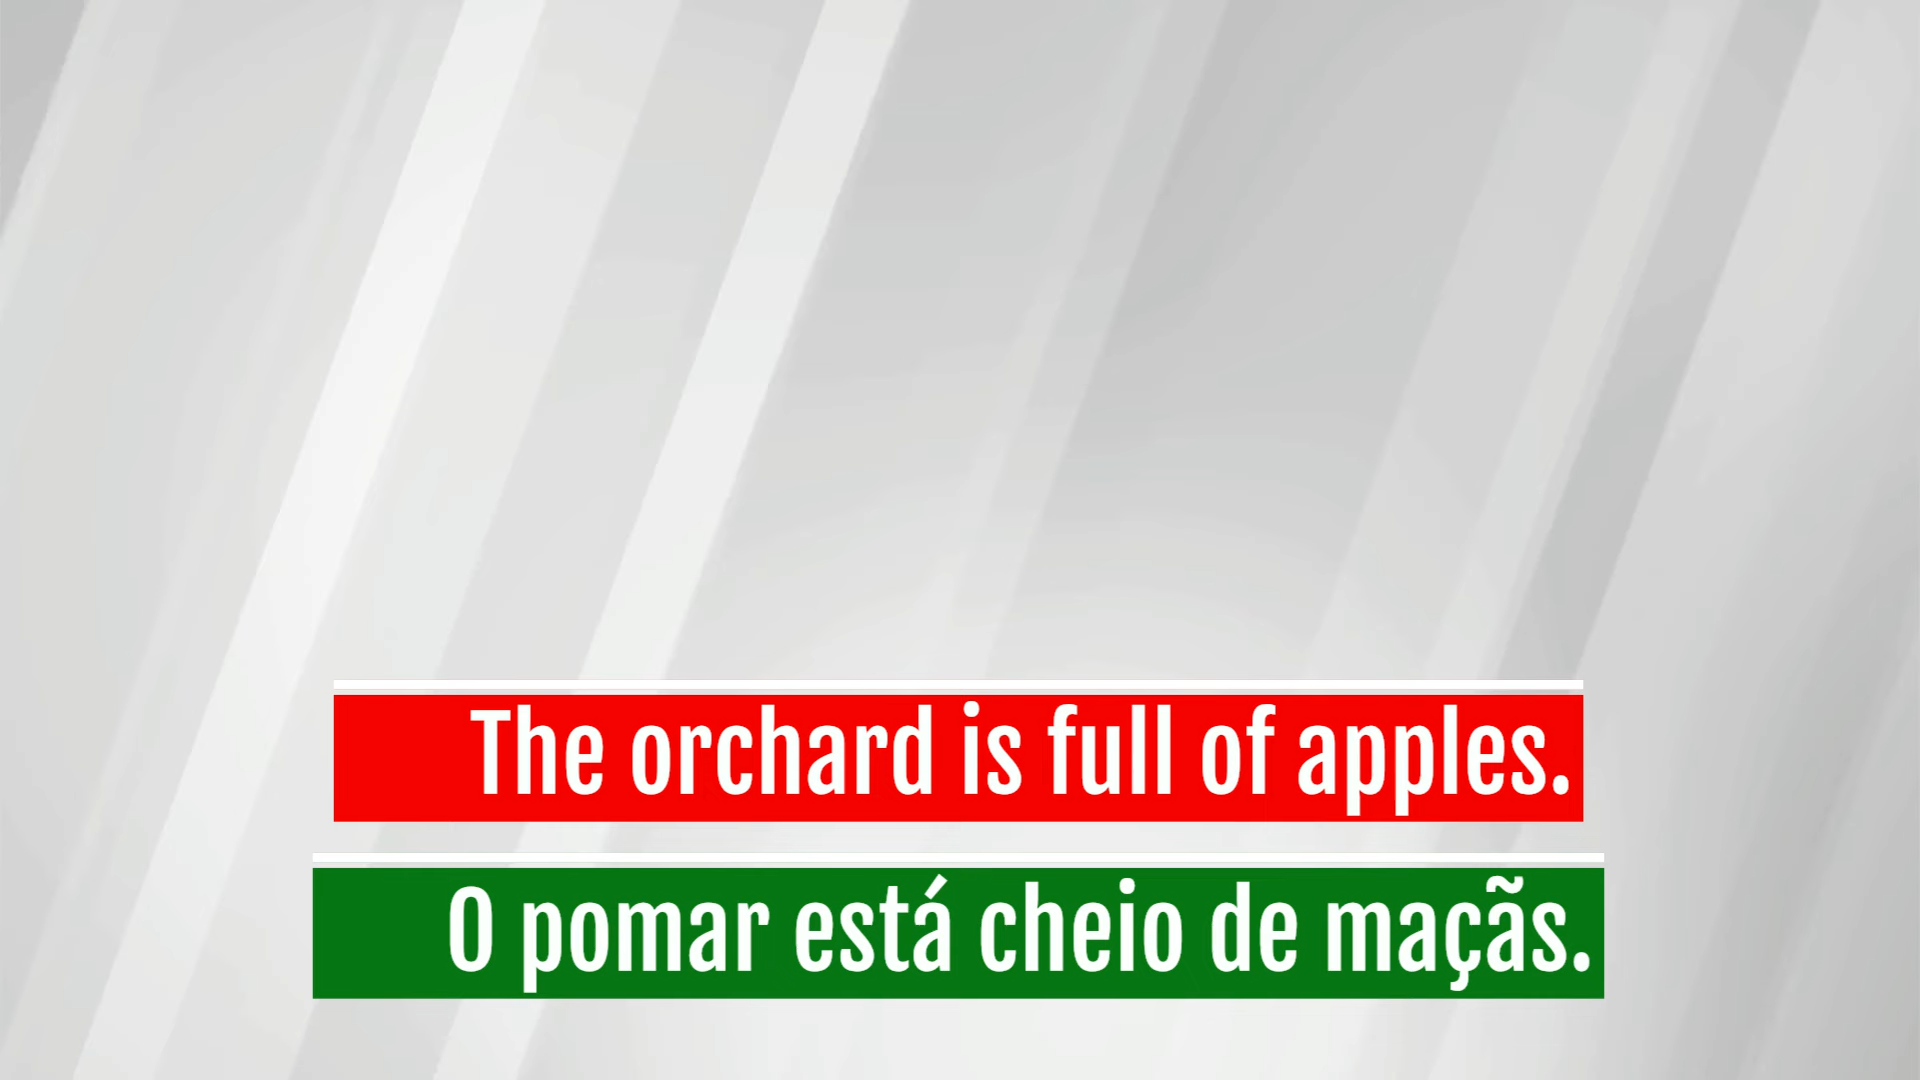 The orchard is full of apples.
O pomar está cheio de maçãs.